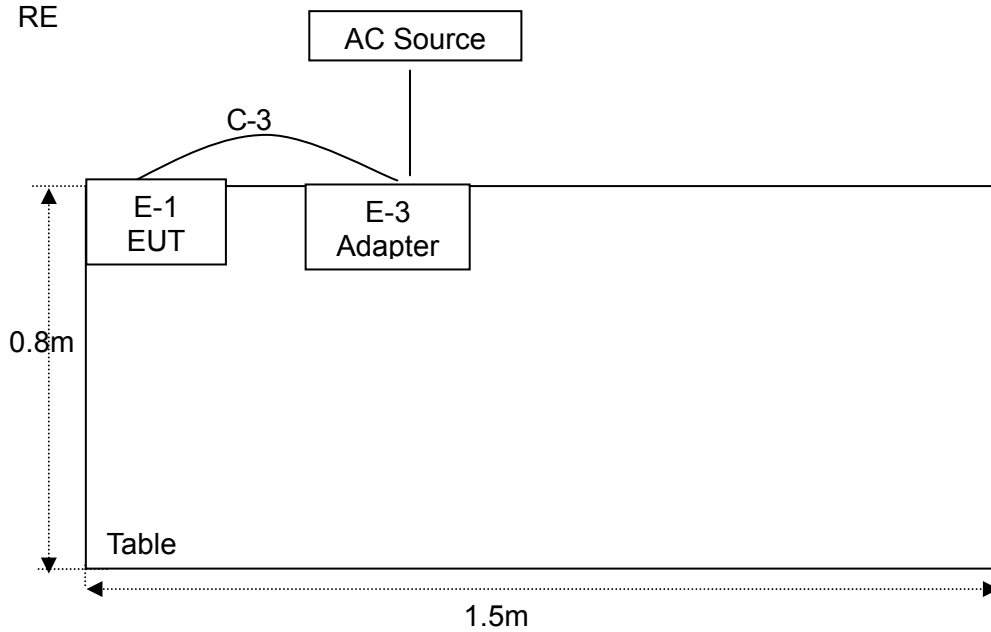 RE
AC Source
C-3
E-1
EUT
E-3
Adapter
0.8m
Table
1.5m